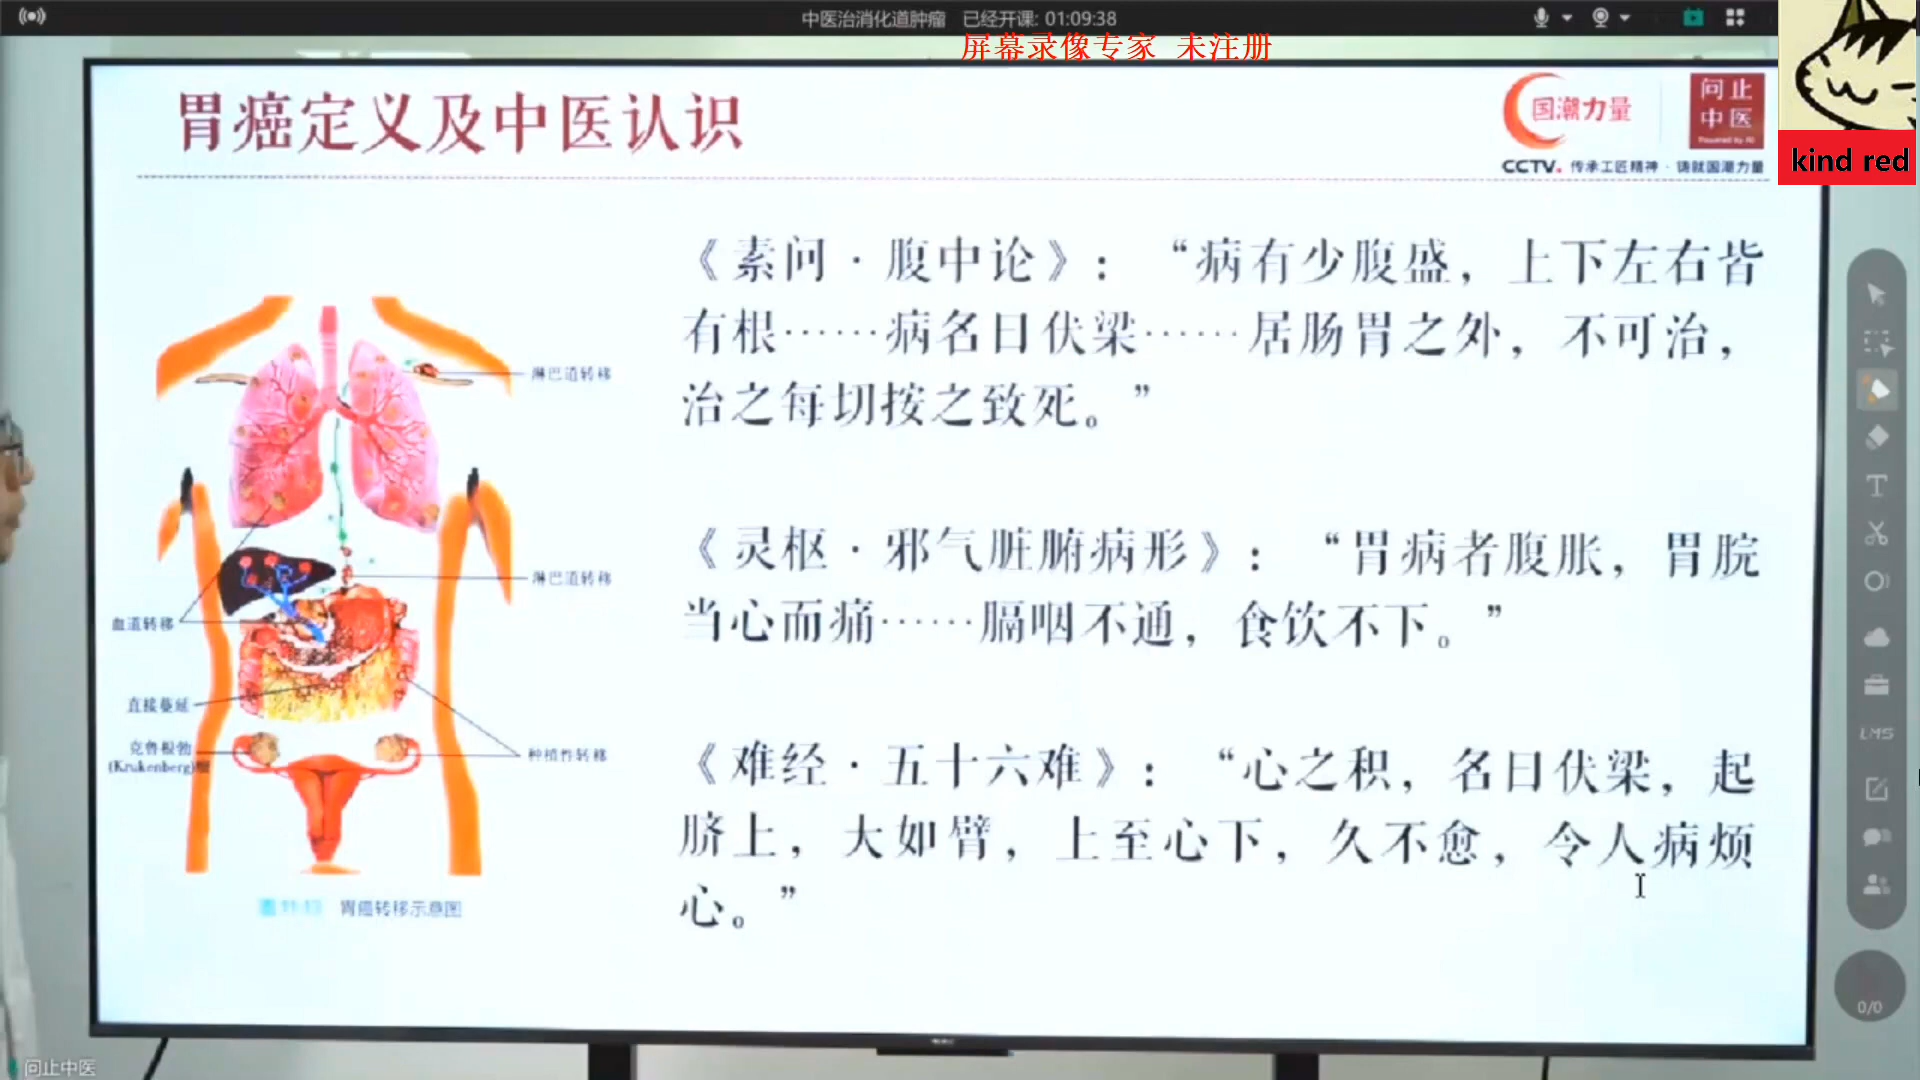 中医治消化道肿瘤 已经开课: 01:09:38
屏幕录像专家 未注册
胃癌定义及中医认识
国潮力量
CCTV. 传承工匠精神·铸就国潮力量
问止
中医
Powered by AI
kind red
《素问·腹中论》：“病有少腹盛，上下左右皆
有根……病名曰伏梁……居肠胃之外，不可治，
治之每切按之致死。”
《灵枢·邪气脏腑病形》：“胃病者腹胀，胃脘
当心而痛……膈咽不通，食饮不下。”
《难经·五十六难》：“心之积，名曰伏梁，起
脐上，大如臂，上至心下，久不愈，令人病烦
心。”
淋巴道转移
淋巴道转移
血道转移
直接蔓延
克鲁根勃
(Krukenberg)瘤
种植性转移
胃癌转移示意图
LMS
0/0
问止中医